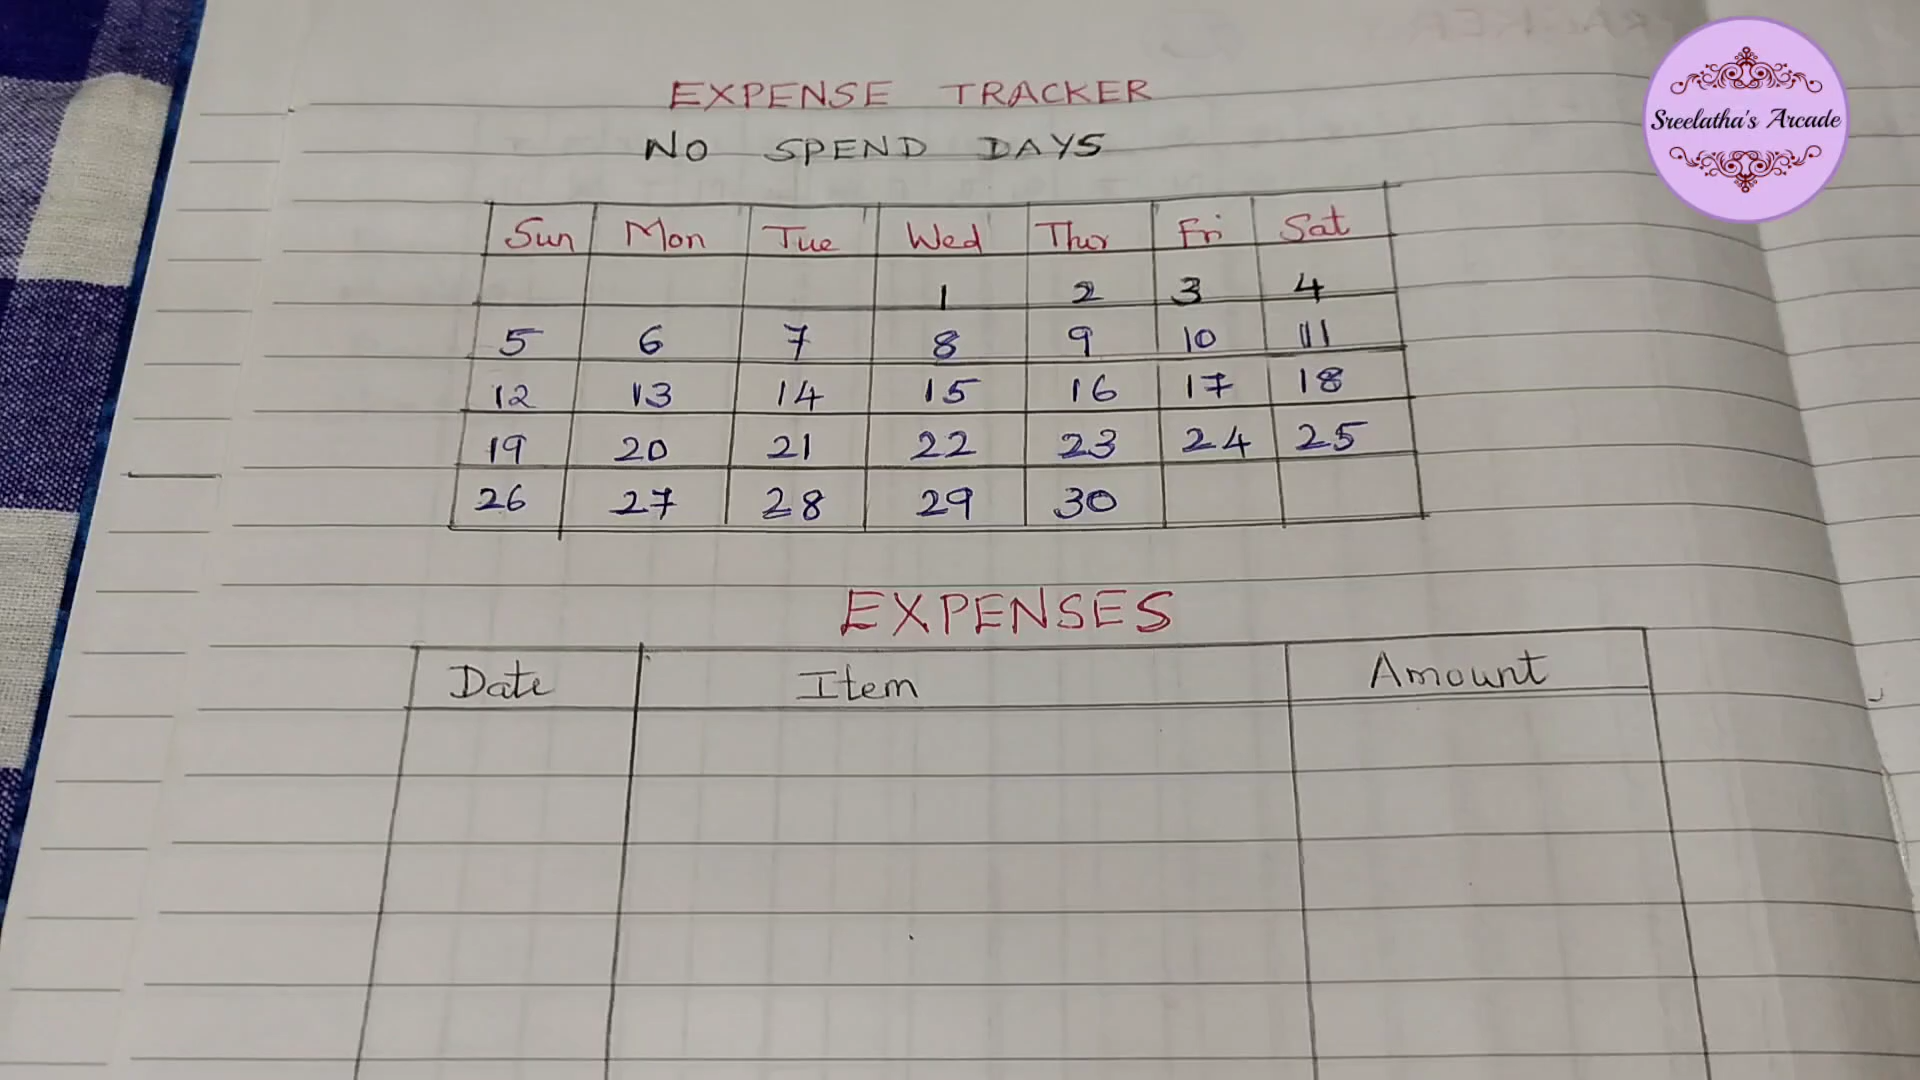 EXPENSE TRACKER
Sreelatha's Arcade
NO SPEND DAYS
Sun Mon Tue Wed Thur Fri Sat
1 2 3 4
5 6 7 8 9 10 11
12 13 14 15 16 17 18
19 20 21 22 23 24 25
26 27 28 29 30
EXPENSES
Date Item Amount